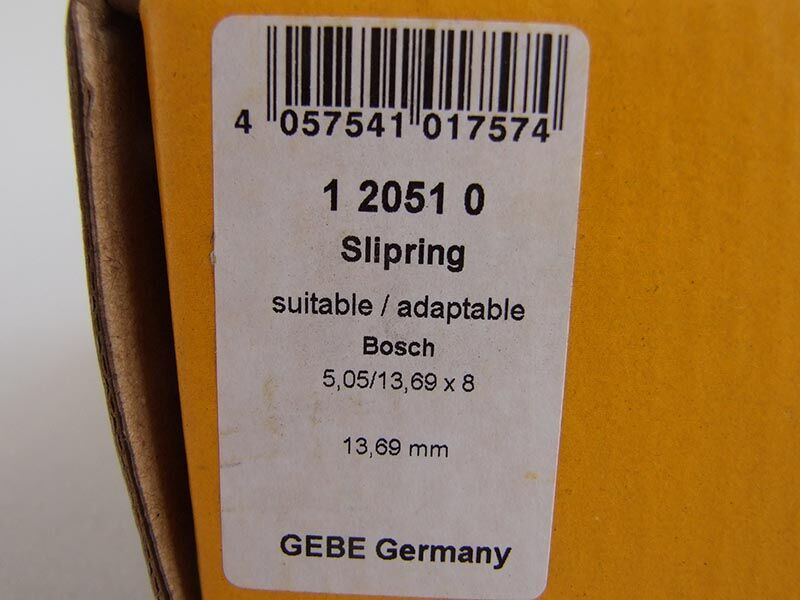 4 057541 017574
1 2051 0
Slipring
suitable / adaptable
Bosch
5,05/13,69 x 8
13,69 mm
GEBE Germany